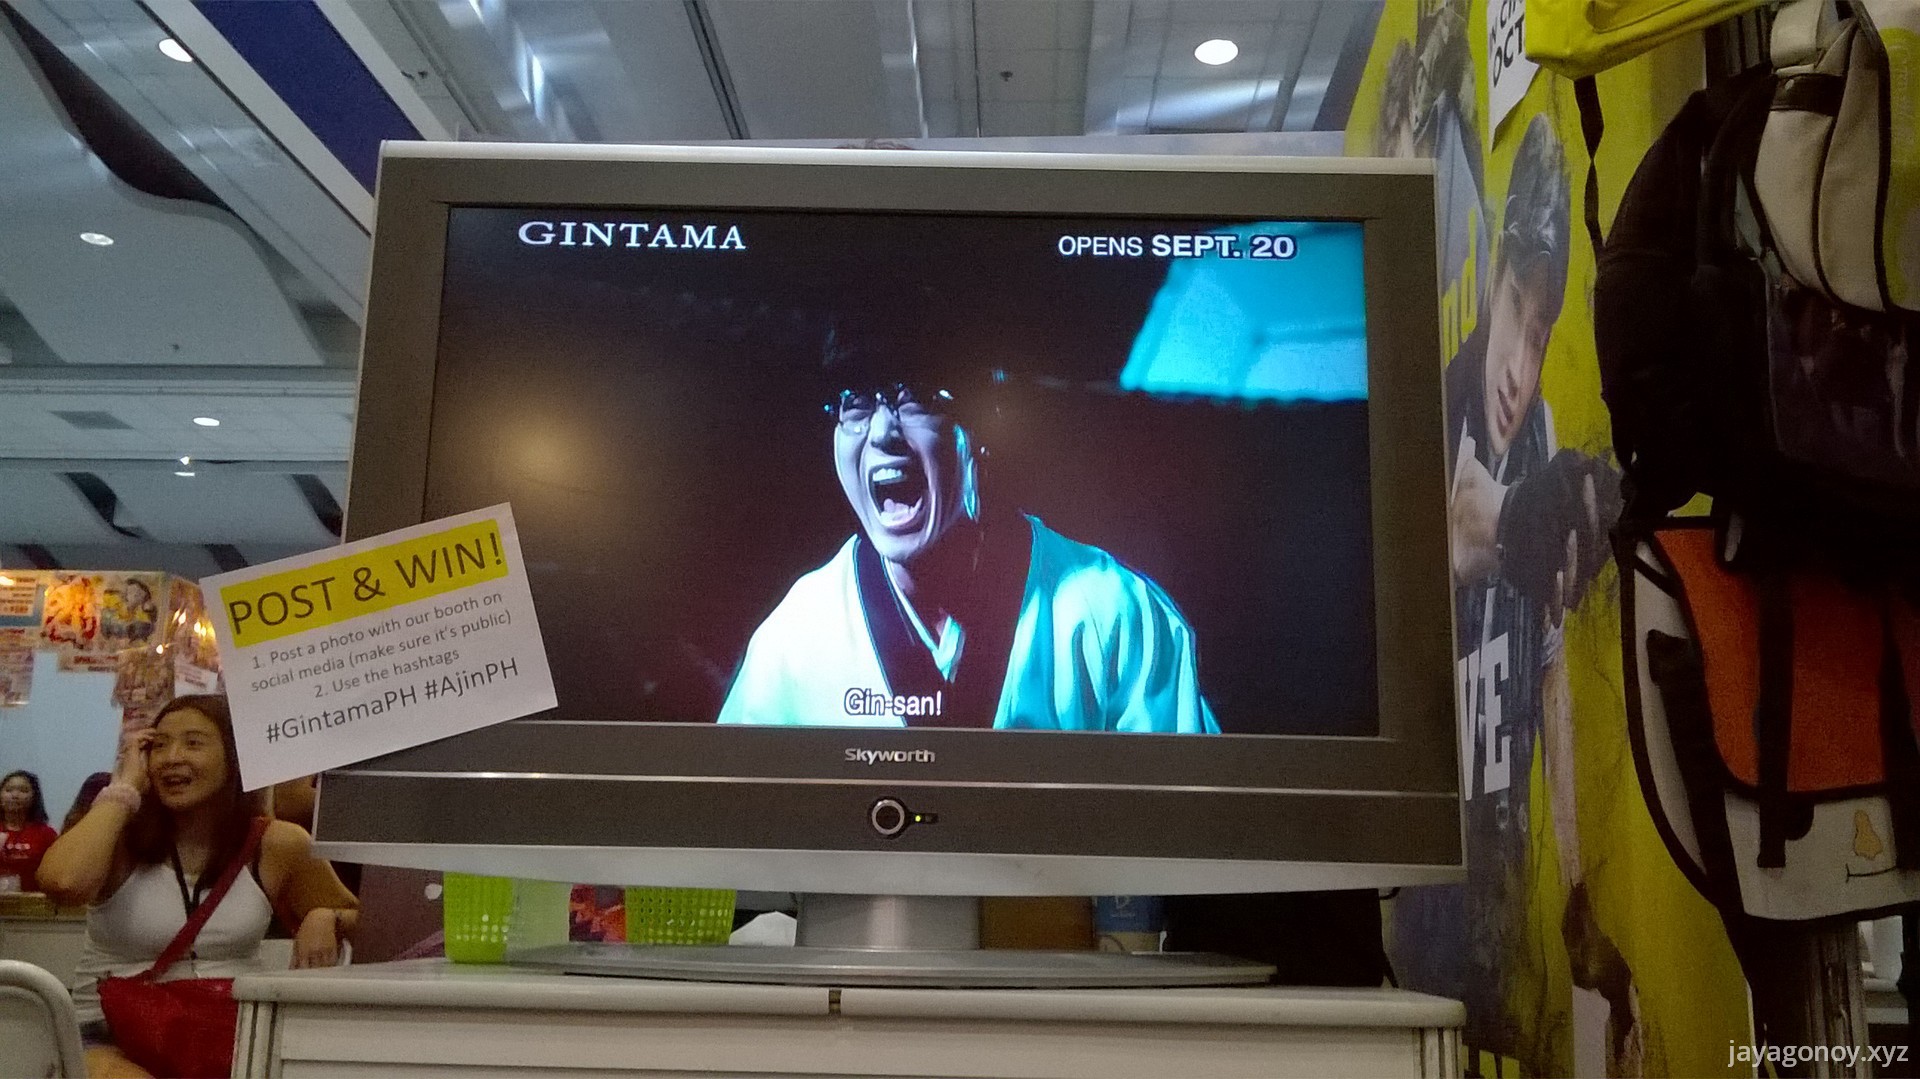 GINTAMA
OPENS SEPT. 20
Gin-san!
Skyworth
POST & WIN!
1. Post a photo with our booth on
social media (make sure it's public)
2. Use the hashtags
#GintamaPH #AjinPH
OCT
jayagonoy.xyz